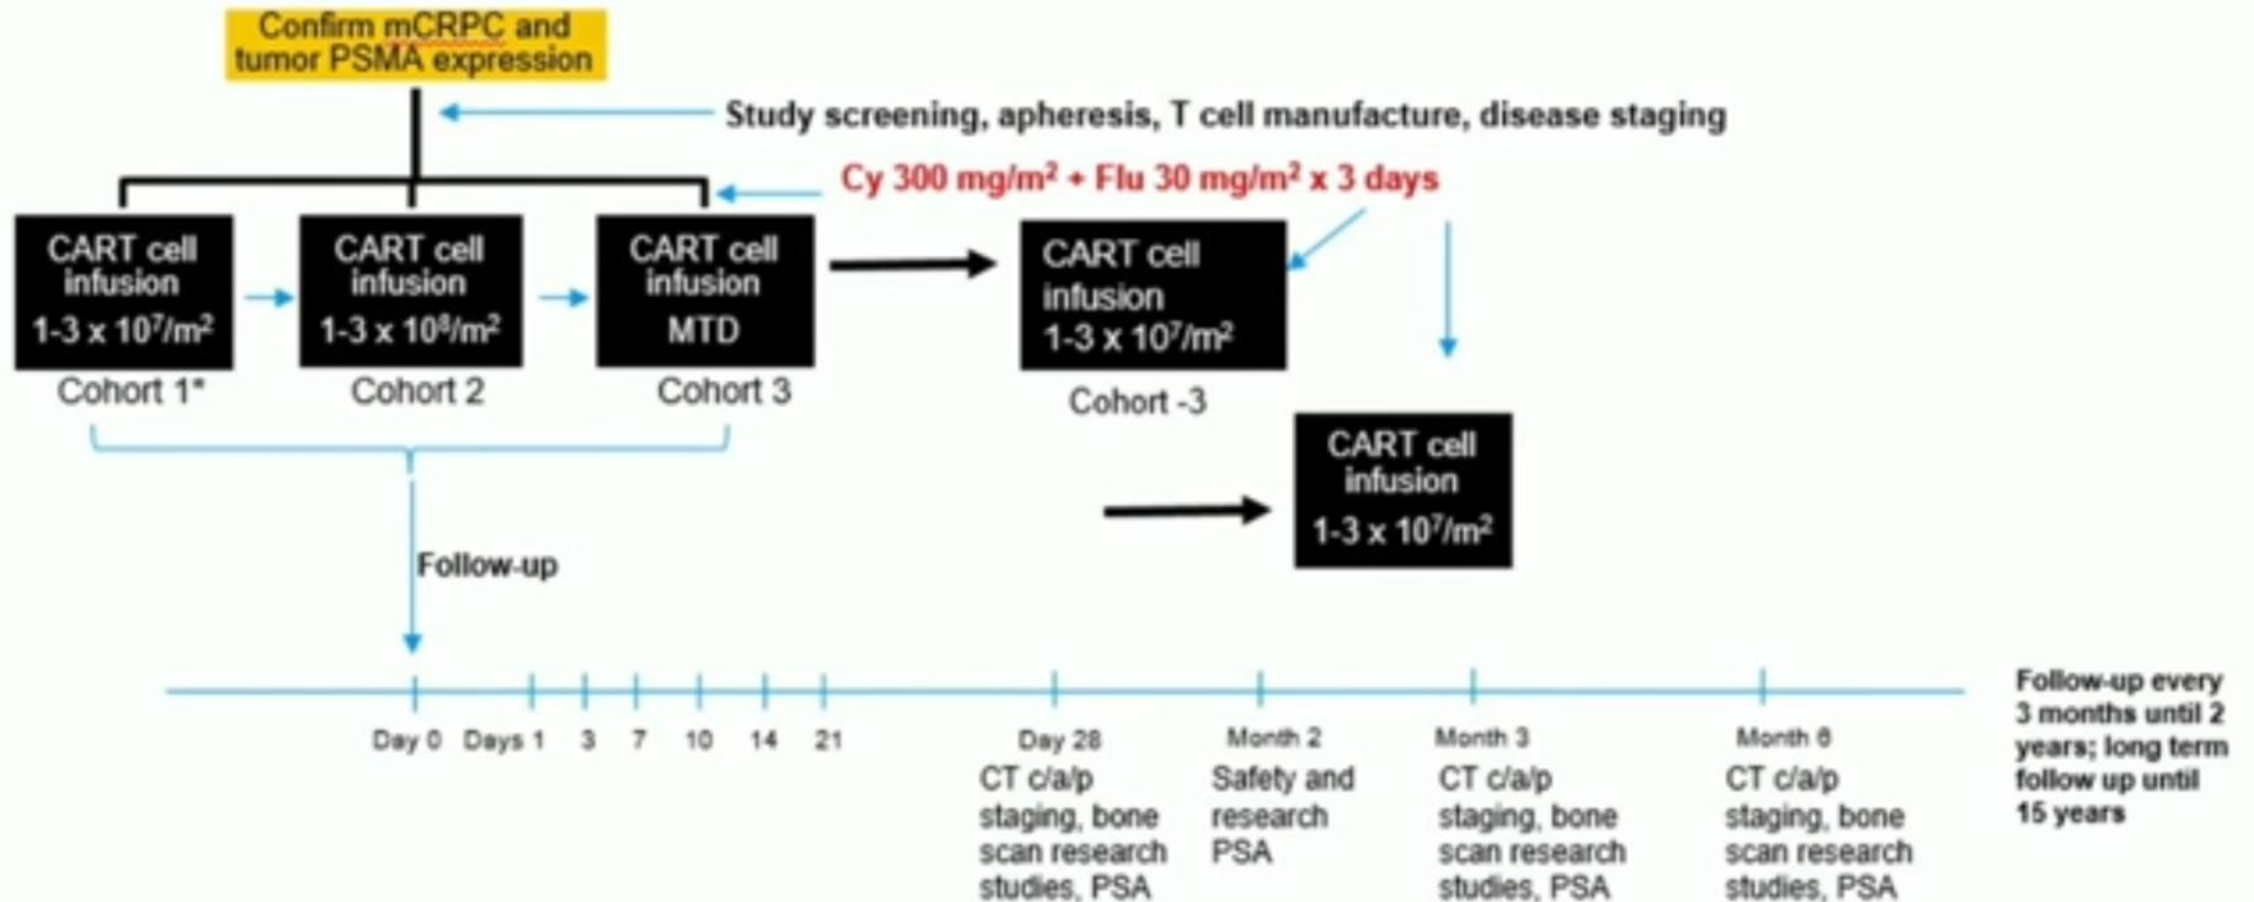 Confirm mCRPC and
tumor PSMA expression
Study screening, apheresis, T cell manufacture, disease staging
Cy 300 mg/m² + Flu 30 mg/m² x 3 days
CART cell
infusion
1-3 x 10⁷/m²
Cohort 1*
CART cell
infusion
1-3 x 10⁸/m²
Cohort 2
CART cell
infusion
MTD
Cohort 3
CART cell
infusion
1-3 x 10⁷/m²
Cohort -3
CART cell
infusion
1-3 x 10⁷/m²
Follow-up
Day 0 Days 1 3 7 10 14 21 Day 28 Month 2 Month 3 Month 6
CT c/a/p
staging, bone
scan research
studies, PSA
Safety and
research
PSA
CT c/a/p
staging, bone
scan research
studies, PSA
CT c/a/p
staging, bone
scan research
studies, PSA
Follow-up every
3 months until 2
years; long term
follow up until
15 years